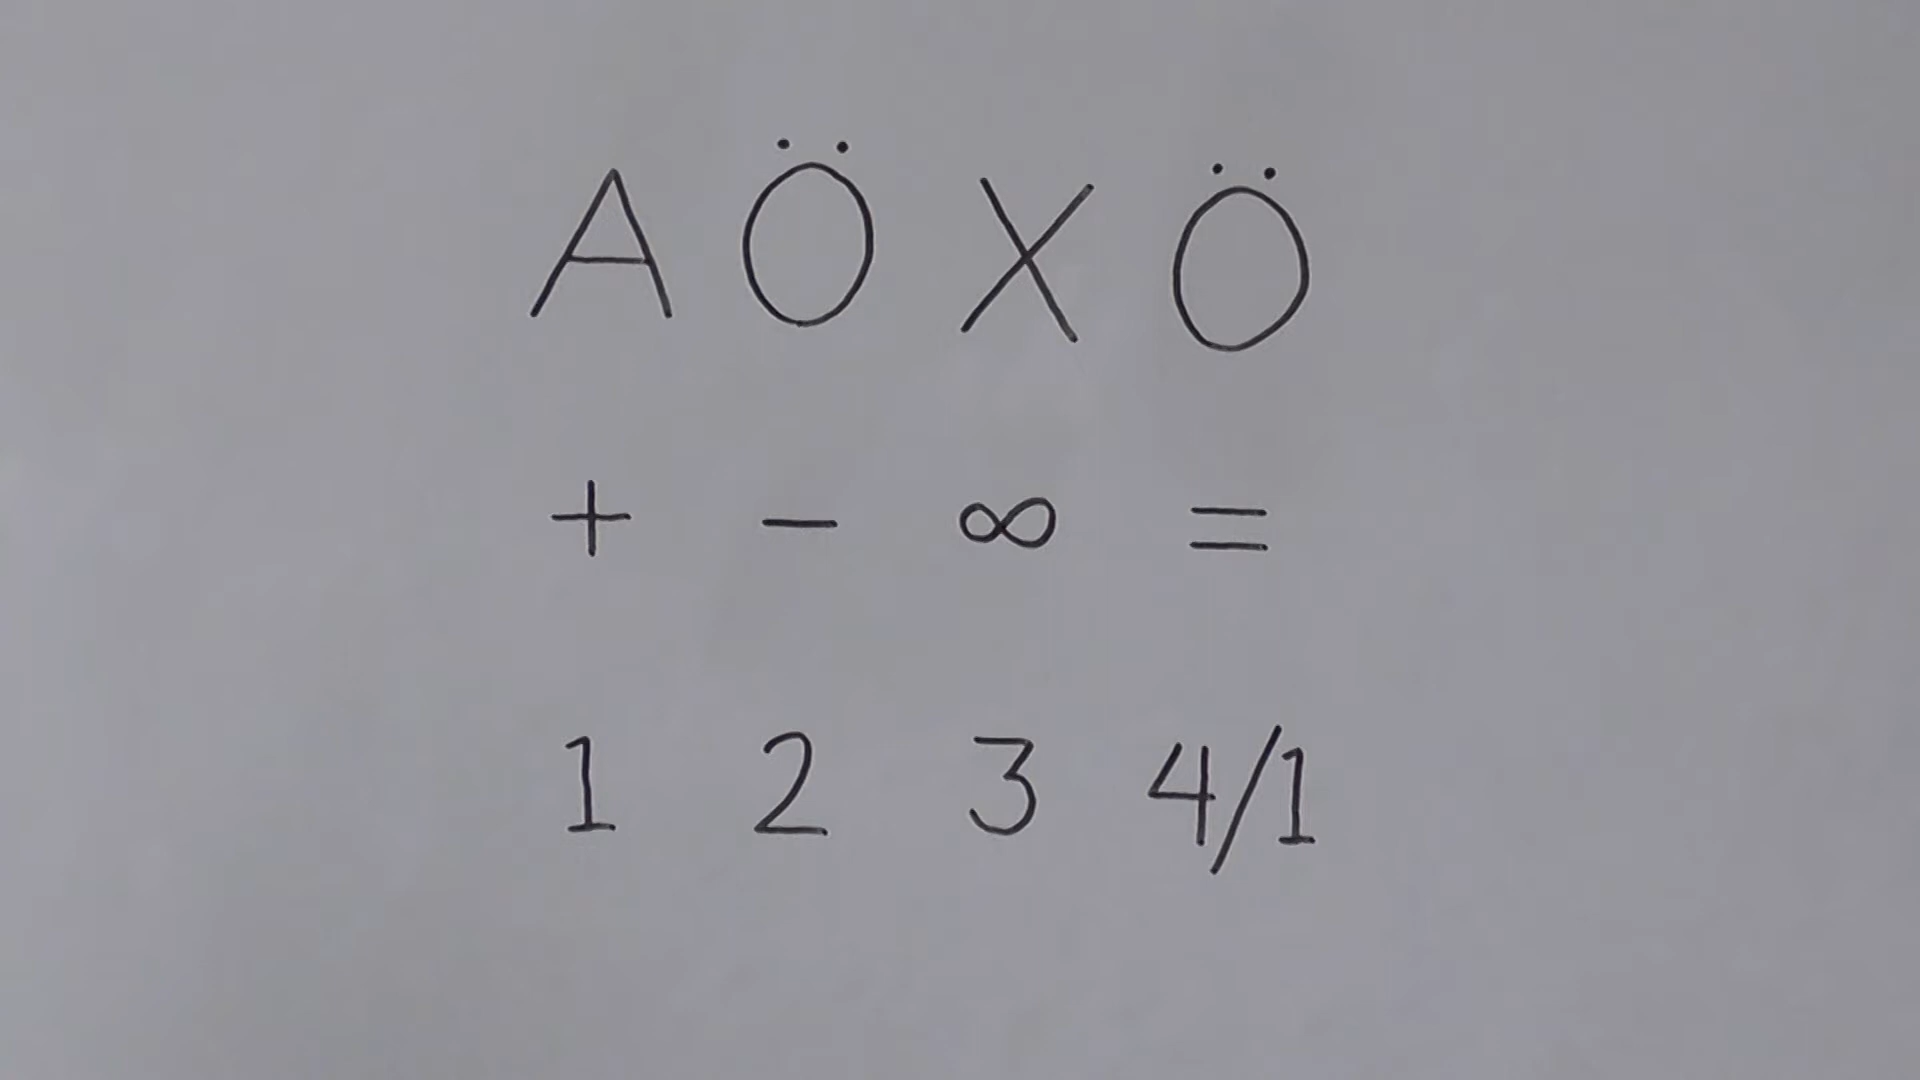 A Ö X Ö
+ - ∞ =
1 2 3 4/1